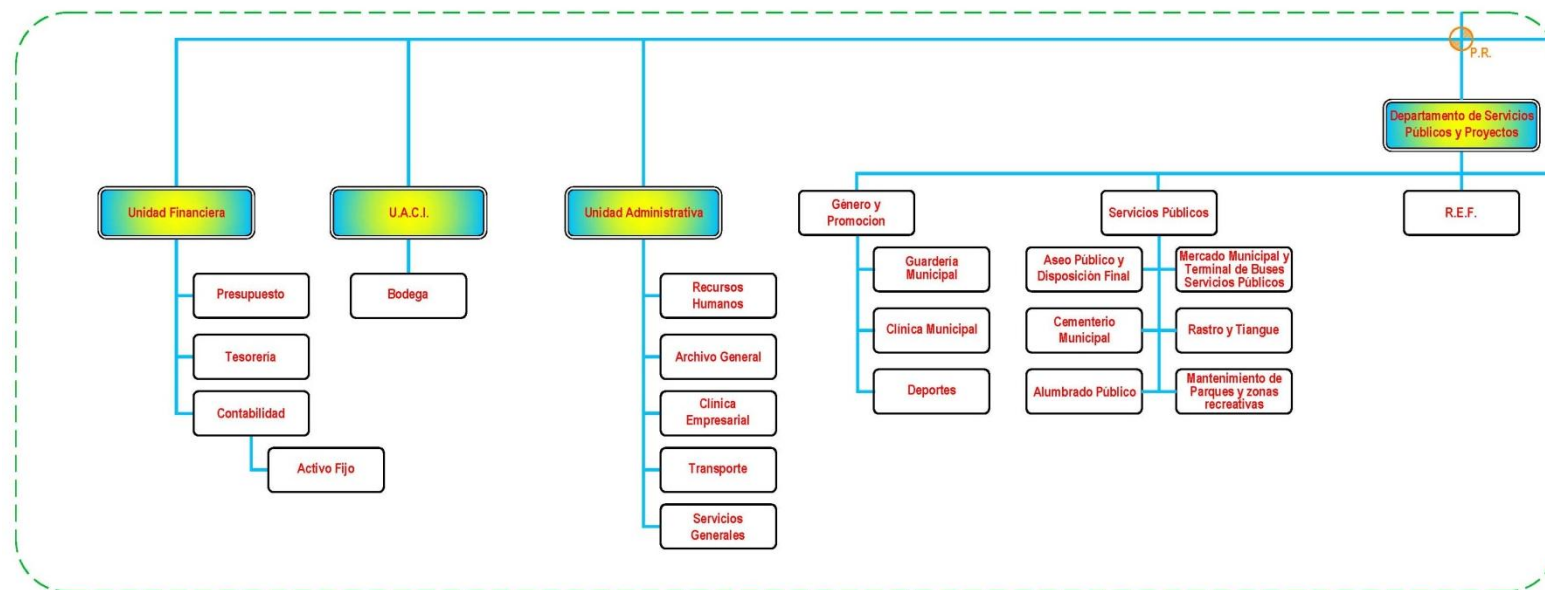 P.R.
Departamento de Servicios
Públicos y Proyectos
Unidad Financiera
Presupuesto
Tesorería
Contabilidad
Activo Fijo
U.A.C.I.
Bodega
Unidad Administrativa
Recursos
Humanos
Archivo General
Clínica
Empresarial
Transporte
Servicios
Generales
Género y
Promocion
Guardería
Municipal
Clínica Municipal
Deportes
Servicios Públicos
Aseo Público y
Disposición Final
Cementerio
Municipal
Alumbrado Público
Mercado Municipal y
Terminal de Buses
Servicios Públicos
Rastro y Tiangue
Mantenimiento de
Parques y zonas
recreativas
R.E.F.